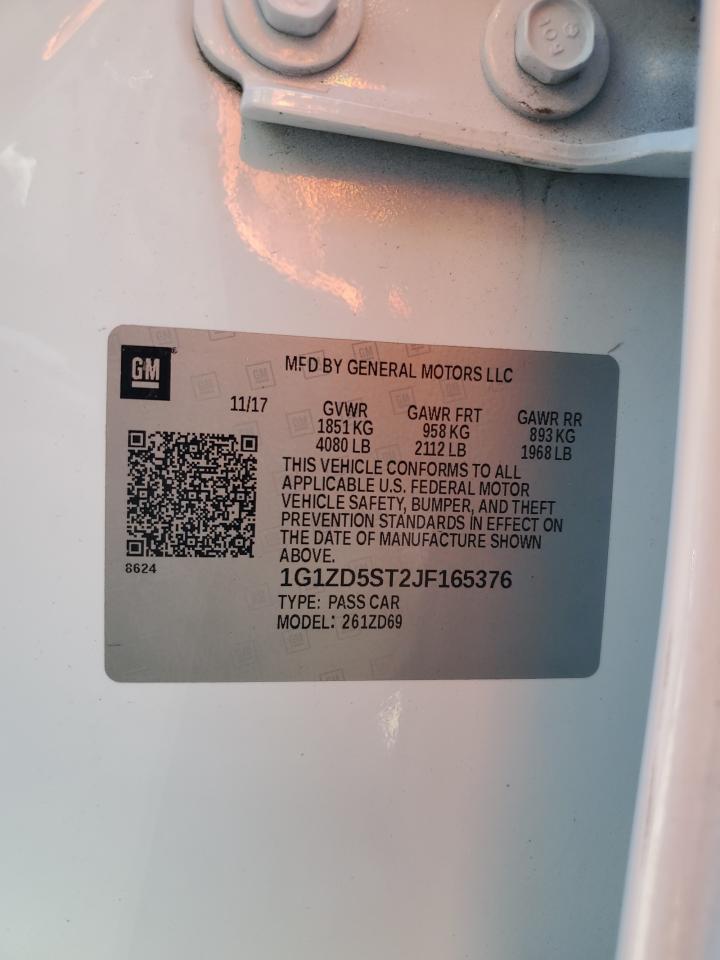 109
GM
MFD BY GENERAL MOTORS LLC
11/17
GVWR GAWR FRT GAWR RR
1851 KG 958 KG 893 KG
4080 LB 2112 LB 1968 LB
THIS VEHICLE CONFORMS TO ALL
APPLICABLE U.S. FEDERAL MOTOR
VEHICLE SAFETY, BUMPER, AND THEFT
PREVENTION STANDARDS IN EFFECT ON
THE DATE OF MANUFACTURE SHOWN
ABOVE.
8624
1G1ZD5ST2JF165376
TYPE: PASS CAR
MODEL: 261ZD69